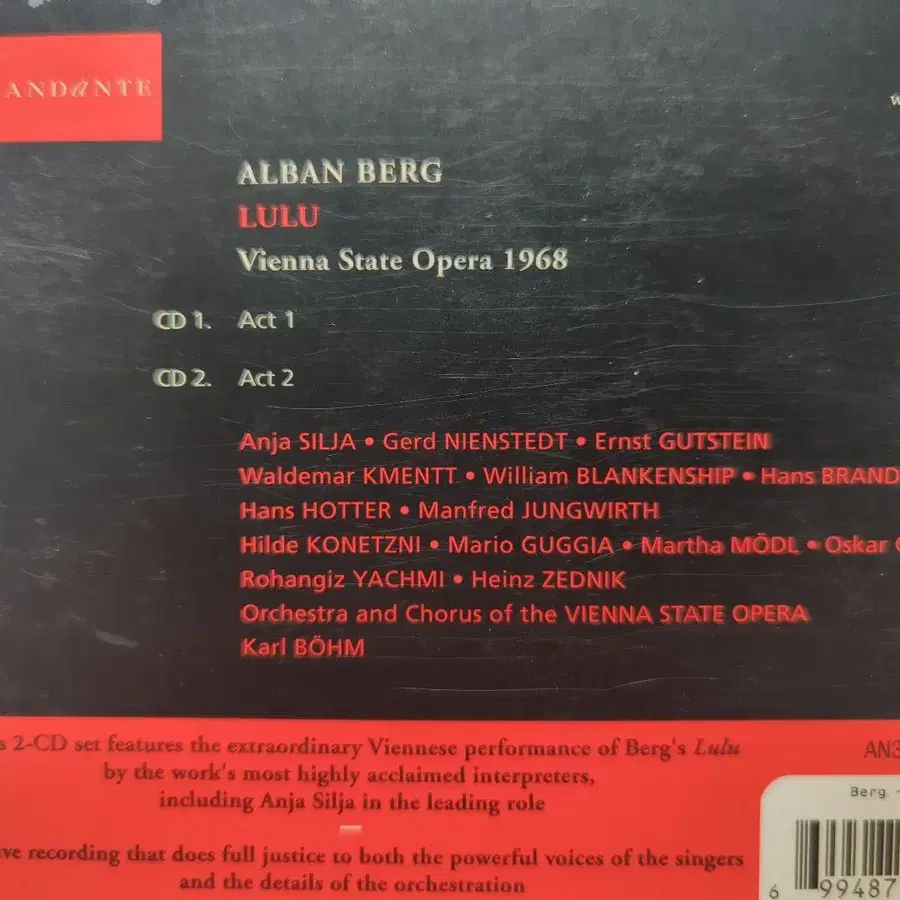 ANDANTE
ALBAN BERG
LULU
Vienna State Opera 1968
CD 1. Act 1
CD 2. Act 2
Anja SILJA • Gerd NIENSTEDT • Ernst GUTSTEIN
Waldemar KMENTT • William BLANKENSHIP • Hans BRAND
Hans HOTTER • Manfred JUNGWIRTH
Hilde KONETZNI • Mario GUGGIA • Martha MÖDL • Oskar
Rohangiz YACHMI • Heinz ZEDNIK
Orchestra and Chorus of the VIENNA STATE OPERA
Karl BÖHM
s 2-CD set features the extraordinary Viennese performance of Berg's Lulu
by the work's most highly acclaimed interpreters,
including Anja Silja in the leading role
AN3
Berg -
ve recording that does full justice to both the powerful voices of the singers
and the details of the orchestration
6 99487